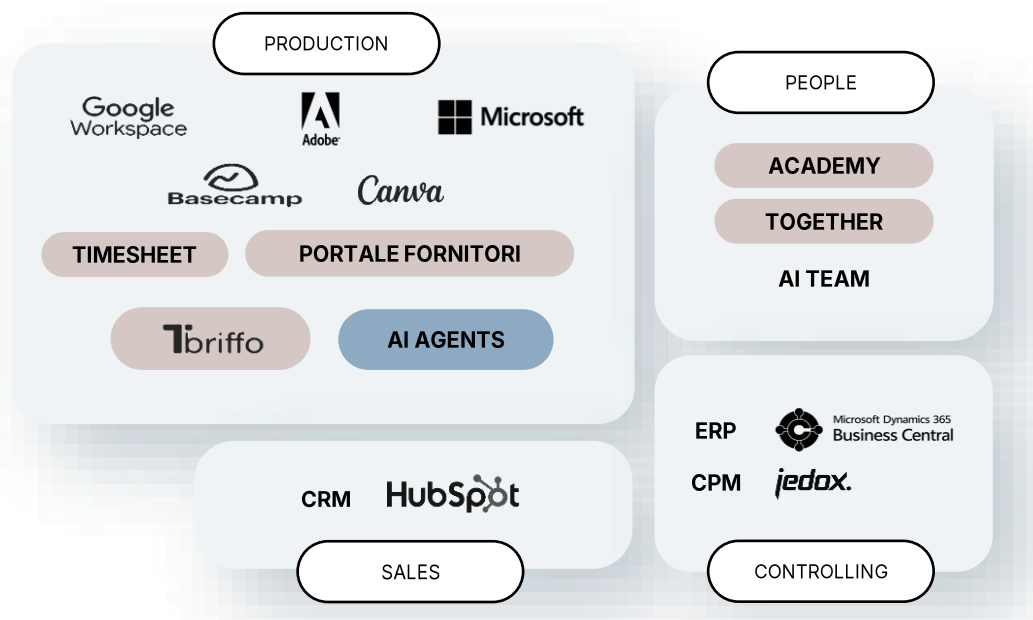 PRODUCTION
Google
Workspace
Adobe
Microsoft
Basecamp
Canva
TIMESHEET
PORTALE FORNITORI
Tbriffo
AI AGENTS
PEOPLE
ACADEMY
TOGETHER
AI TEAM
CRM
HubSpot
SALES
ERP
Microsoft Dynamics 365
Business Central
CPM
jedox.
CONTROLLING